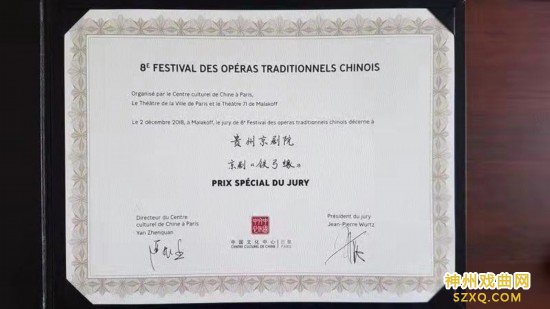 8E FESTIVAL DES OPÉRAS TRADITIONNELS CHINOIS
Organisé par le Centre culturel de Chine à Paris,
Le Théâtre de la Ville de Paris et le Théâtre 71 de Malakoff
Le 2 décembre 2018, à Malakoff, le jury de 8e Festival des opéras traditionnels chinois décerne à
贵州京剧院
京剧《铁弓缘》
PRIX SPÉCIAL DU JURY
Directeur du Centre
culturel de Chine à Paris
Yan Zhenquan
Président du jury
Jean-Pierre Wurtz
中国文化中心 巴黎
CENTRE CULTUREL DE CHINE PARIS
神州戏曲网
SZXQ.COM